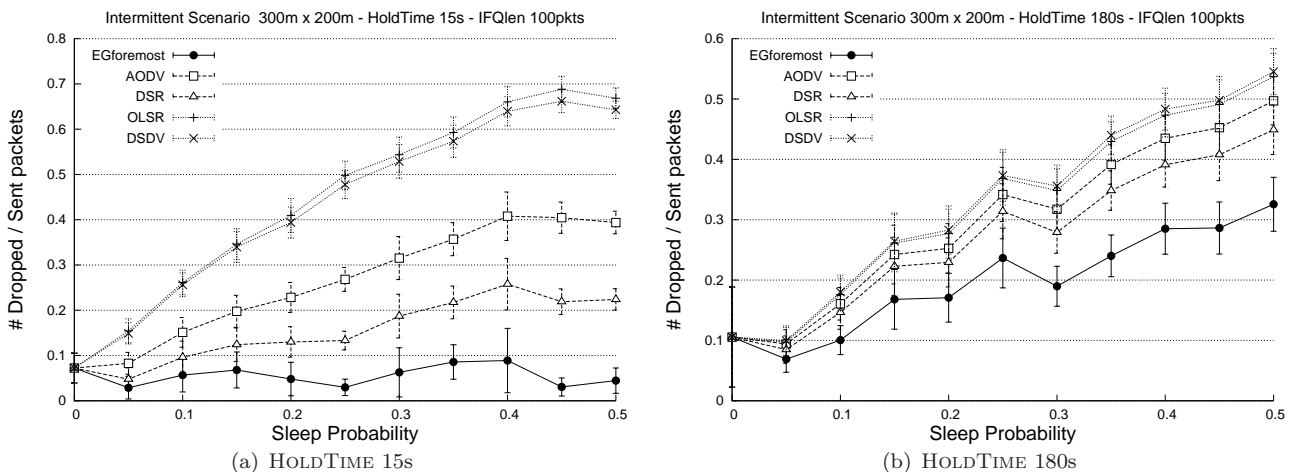 Intermittent Scenario  300m x 200m - HoldTime 15s - IFQlen 100pkts
0.8
0.7
0.6
0.5
0.4
0.3
0.2
0.1
0
# Dropped / Sent packets
EGforemost
AODV
DSR
OLSR
DSDV
0
0.1
0.2
0.3
0.4
0.5
Sleep Probability
(a) HOLDTIME 15s
Intermittent Scenario 300m x 200m - HoldTime 180s - IFQlen 100pkts
0.6
0.5
0.4
0.3
0.2
0.1
0
# Dropped / Sent packets
EGforemost
AODV
DSR
OLSR
DSDV
0
0.1
0.2
0.3
0.4
0.5
Sleep Probability
(b) HOLDTIME 180s